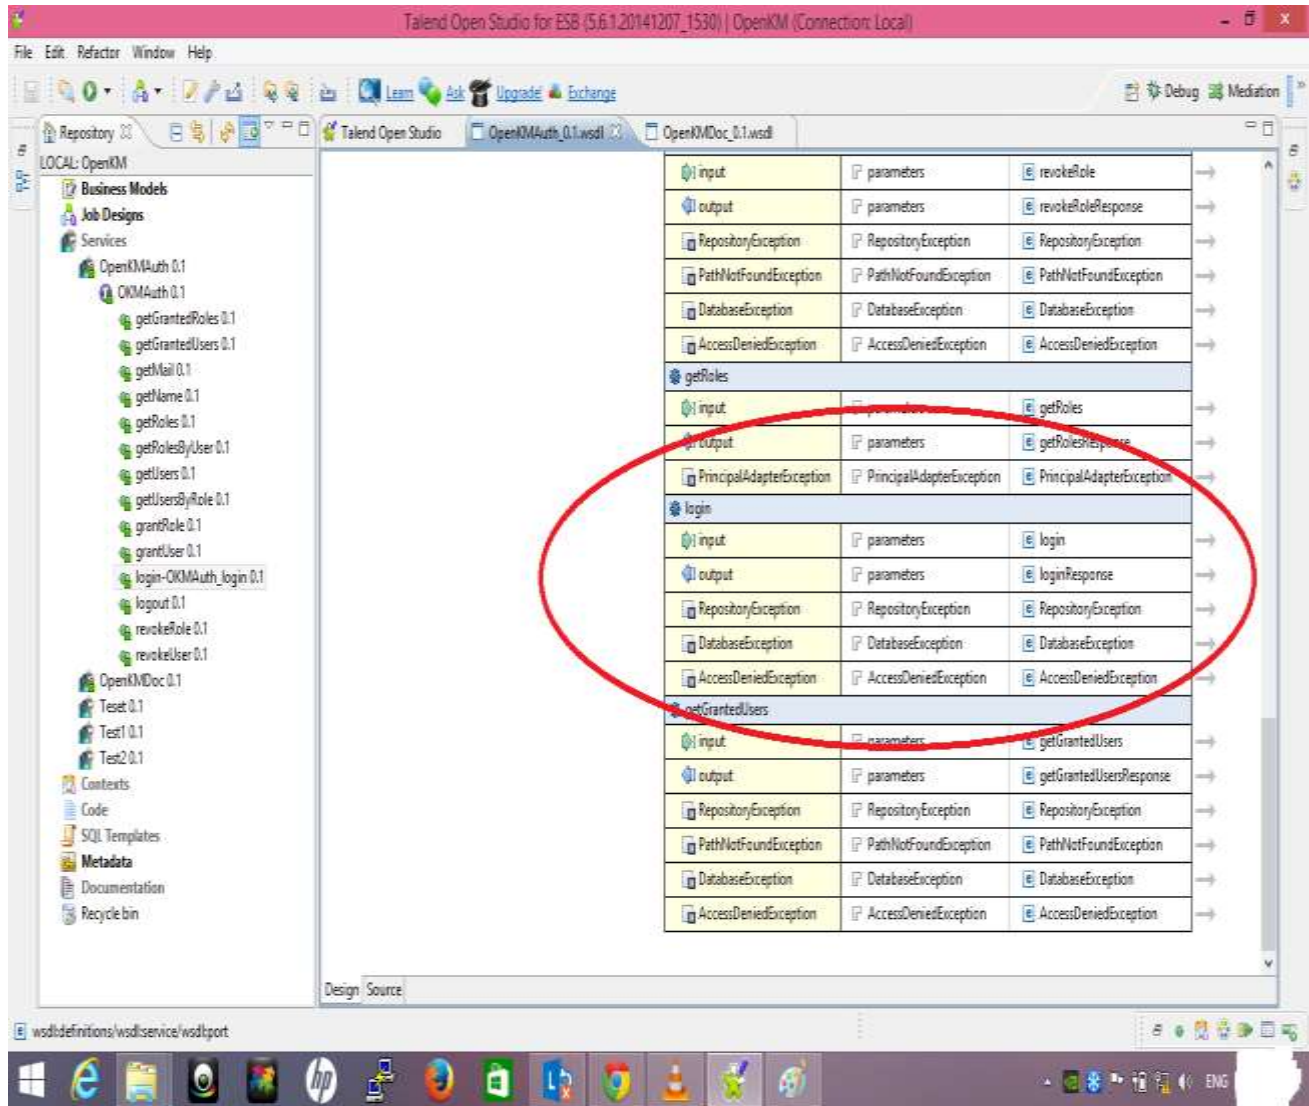 Talend Open Studio for ESB (5.6.1.20141207_1530) | OpenKM (Connection: Local)
File Edit Refactor Window Help
Learn Ask Upgrade! Exchange
Debug Mediation
Repository
Talend Open Studio
OpenKMAuth_0.1.wsdl
OpenKMDoc_0.1.wsdl
LOCAL: OpenKM
Business Models
Job Designs
Services
OpenKMAuth 0.1
OKMAuth 0.1
getGrantedRoles 0.1
getGrantedUsers 0.1
getMail 0.1
getName 0.1
getRoles 0.1
getRolesByUser 0.1
getUsers 0.1
getUsersByRole 0.1
grantRole 0.1
grantUser 0.1
login-OKMAuth_login 0.1
logout 0.1
revokeRole 0.1
revokeUser 0.1
OpenKMDoc 0.1
Teset 0.1
Test1 0.1
Test2 0.1
Contexts
Code
SQL Templates
Metadata
Documentation
Recycle bin
input parameters revokeRole
output parameters revokeRoleResponse
RepositoryException RepositoryException RepositoryException
PathNotFoundException PathNotFoundException PathNotFoundException
DatabaseException DatabaseException DatabaseException
AccessDeniedException AccessDeniedException AccessDeniedException
getRoles
input parameters getRoles
output parameters getRolesResponse
PrincipalAdapterException PrincipalAdapterException PrincipalAdapterException
login
input parameters login
output parameters loginResponse
RepositoryException RepositoryException RepositoryException
DatabaseException DatabaseException DatabaseException
AccessDeniedException AccessDeniedException AccessDeniedException
getGrantedUsers
input parameters getGrantedUsers
output parameters getGrantedUsersResponse
RepositoryException RepositoryException RepositoryException
PathNotFoundException PathNotFoundException PathNotFoundException
DatabaseException DatabaseException DatabaseException
AccessDeniedException AccessDeniedException AccessDeniedException
Design Source
wsdl:definitions/wsdl:service/wsdl:port
ENG